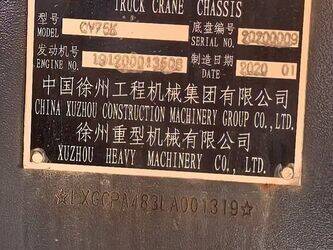 TRUCK CRANE CHASSIS
型号
MODEL
底盘编号
SERIAL NO. 20200009
发动机号
ENGINE NO.
制造日期
DATE 2020 01
中国徐州工程机械集团有限公司
CHINA XUZHOU CONSTRUCTION MACHINERY GROUP CO., LTD.
徐州重型机械有限公司
XUZHOU HEAVY MACHINERY CO., LTD.
☆LXGCPA483LA001319☆